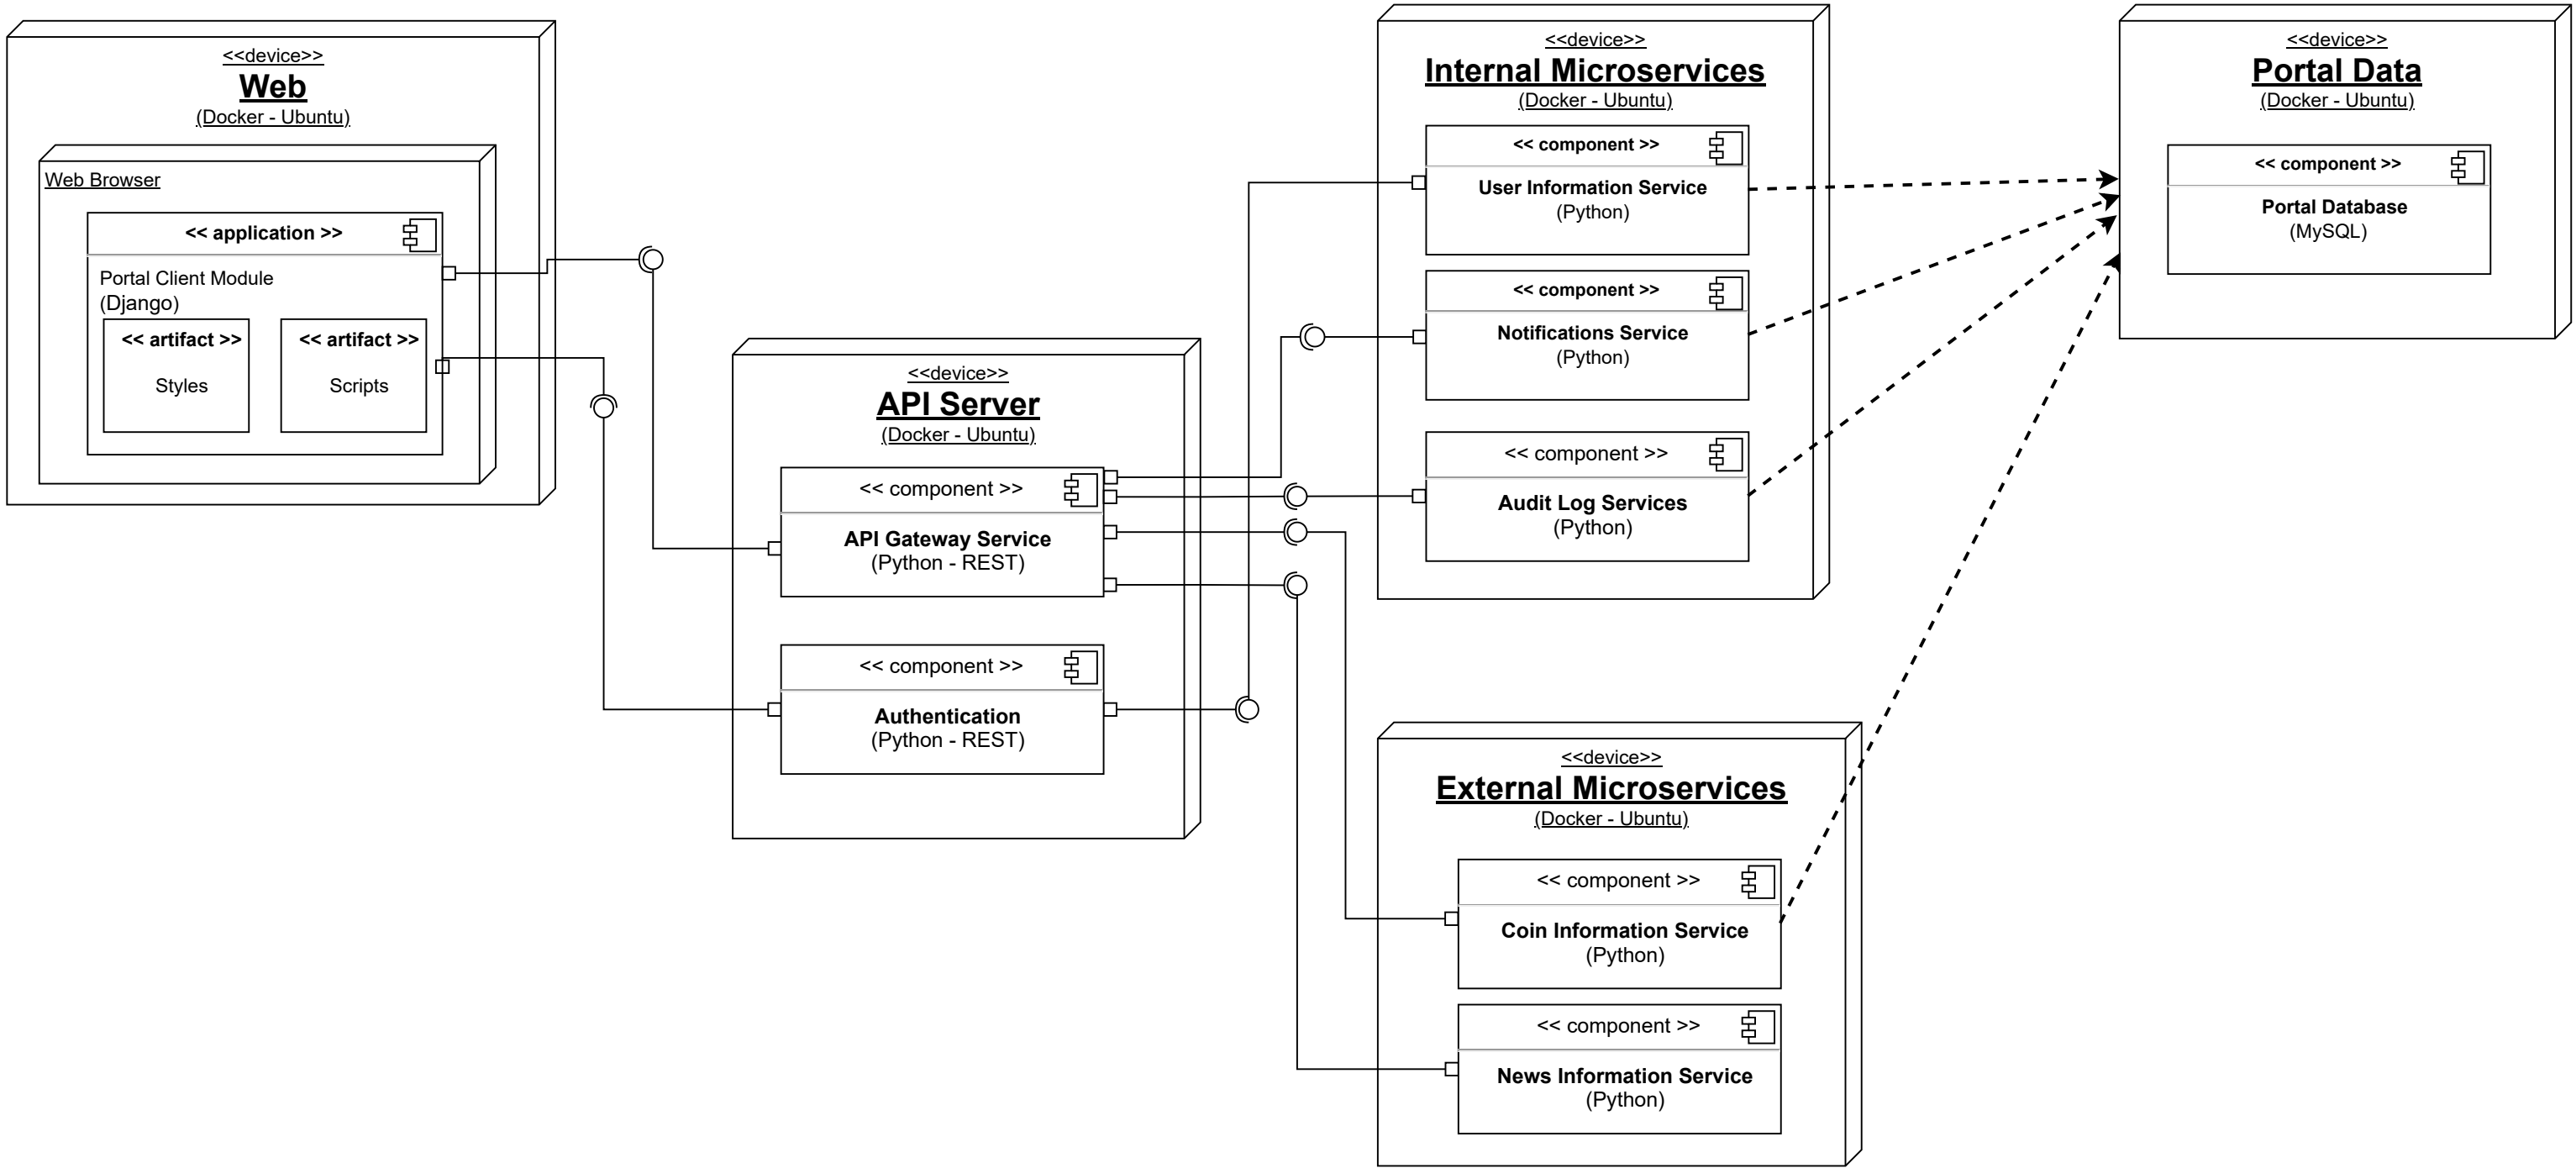 <<device>>
Web
(Docker - Ubuntu)
Web Browser
<< application >>
Portal Client Module
(Django)
<< artifact >>
Styles
<< artifact >>
Scripts
<<device>>
API Server
(Docker - Ubuntu)
<< component >>
API Gateway Service
(Python - REST)
<< component >>
Authentication
(Python - REST)
<<device>>
Internal Microservices
(Docker - Ubuntu)
<< component >>
User Information Service
(Python)
<< component >>
Notifications Service
(Python)
<< component >>
Audit Log Services
(Python)
<<device>>
External Microservices
(Docker - Ubuntu)
<< component >>
Coin Information Service
(Python)
<< component >>
News Information Service
(Python)
<<device>>
Portal Data
(Docker - Ubuntu)
<< component >>
Portal Database
(MySQL)